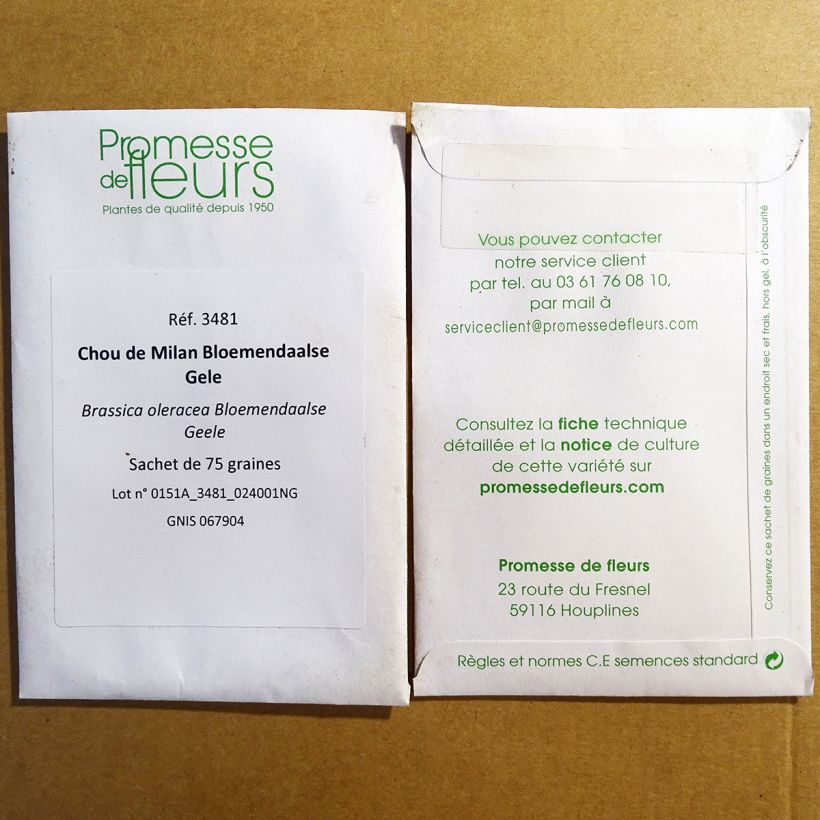 Promesse
de fleurs
Plantes de qualité depuis 1950
Réf. 3481
Chou de Milan Bloemendaalse
Gele
Brassica oleracea Bloemendaalse
Geele
Sachet de 75 graines
Lot n° 0151A_3481_024001NG
GNIS 067904
Vous pouvez contacter
notre service client
par tel. au 03 61 76 08 10,
par mail à
serviceclient@promessedefleurs.com
Consultez la fiche technique
détaillée et la notice de culture
de cette variété sur
promessedefleurs.com
Promesse de fleurs
23 route du Fresnel
59116 Houplines
Règles et normes C.E semences standard
Conservez ce sachet de graines dans un endroit sec et frais, hors gel, à l'obscurité